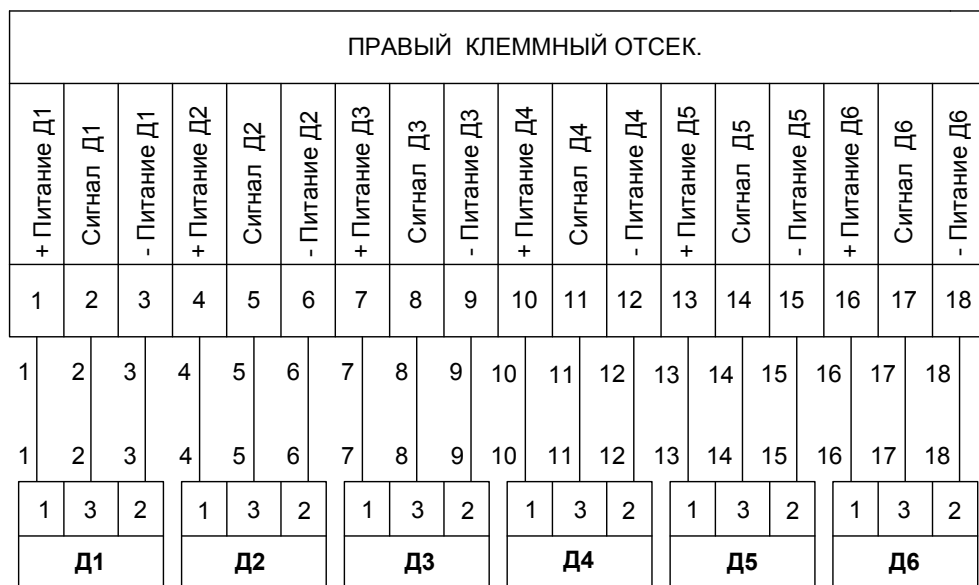 ПРАВЫЙ КЛЕММНЫЙ ОТСЕК.
+ Питание Д1
Сигнал Д1
- Питание Д1
+ Питание Д2
Сигнал Д2
- Питание Д2
+ Питание Д3
Сигнал Д3
- Питание Д3
+ Питание Д4
Сигнал Д4
- Питание Д4
+ Питание Д5
Сигнал Д5
- Питание Д5
+ Питание Д6
Сигнал Д6
- Питание Д6
1 2 3 4 5 6 7 8 9 10 11 12 13 14 15 16 17 18
1 2 3 4 5 6 7 8 9 10 11 12 13 14 15 16 17 18
1 2 3 4 5 6 7 8 9 10 11 12 13 14 15 16 17 18
1 3 2 1 3 2 1 3 2 1 3 2 1 3 2 1 3 2
Д1 Д2 Д3 Д4 Д5 Д6